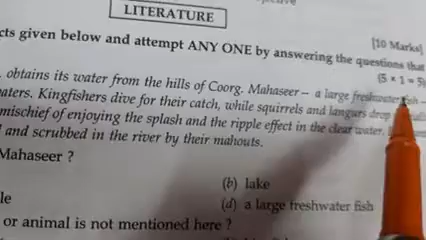 LITERATURE
[10 Marks]
cts given below and attempt ANY ONE by answering the questions that
(5 × 1 = 5)
obtains its water from the hills of Coorg. Mahaseer – a large freshwater fish –
aters. Kingfishers dive for their catch, while squirrels and langurs drop
mischief of enjoying the splash and the ripple effect in the clear water.
and scrubbed in the river by their mahouts.
Mahaseer ?
(b) lake
le
(d) a large freshwater fish
or animal is not mentioned here ?